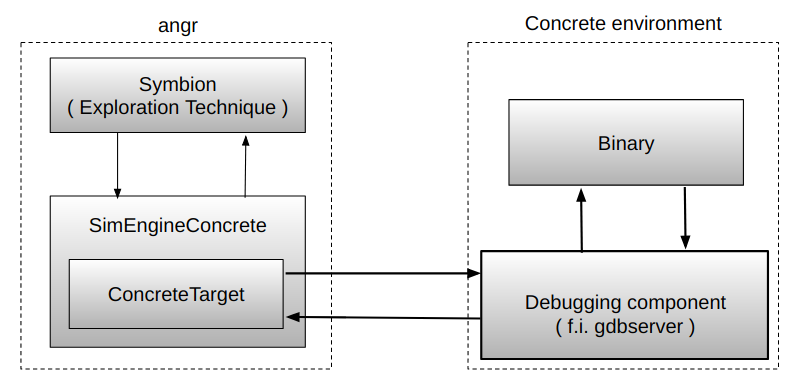 angr
Concrete environment
Symbion
( Exploration Technique )
Binary
SimEngineConcrete
ConcreteTarget
Debugging component
( f.i. gdbserver )